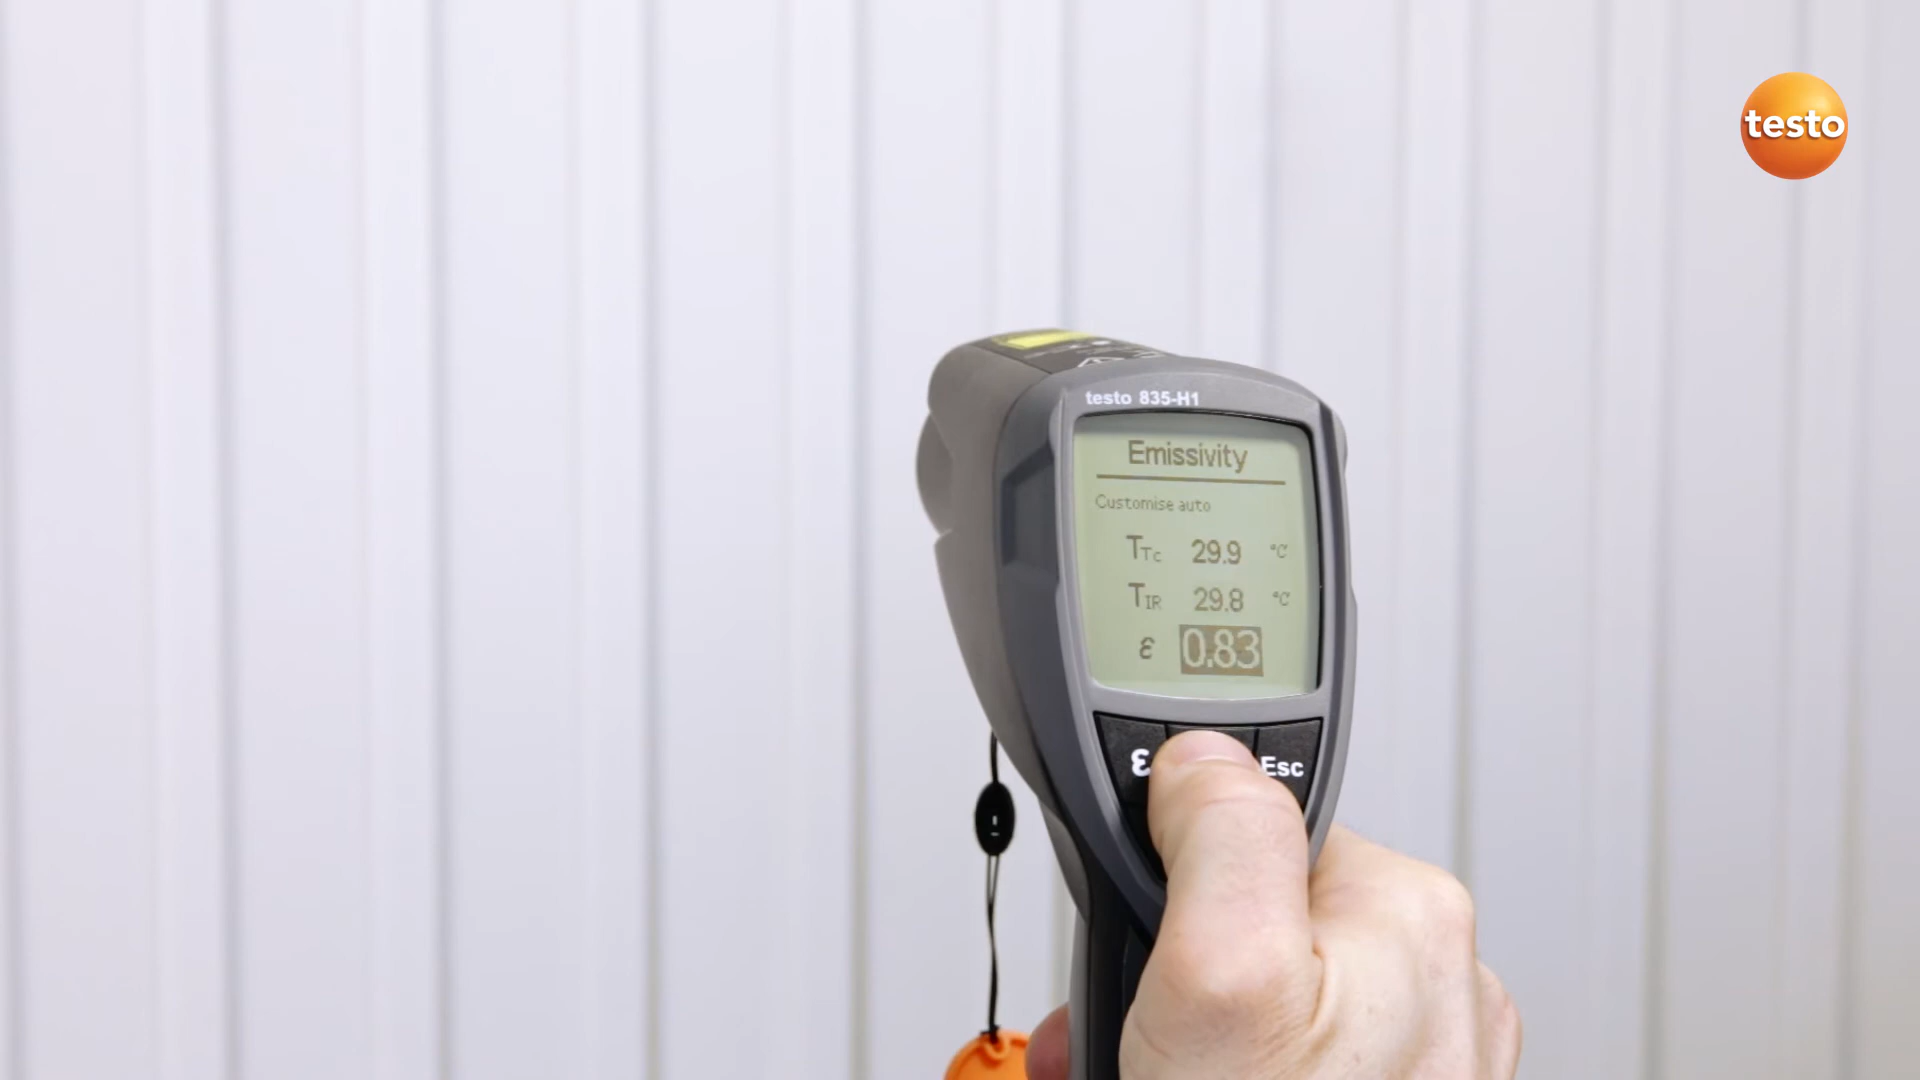 testo
testo 835-H1
Emissivity
Customise auto
TTc 29.9 °C
TIR 29.8 °C
ε 0.83
ε Esc